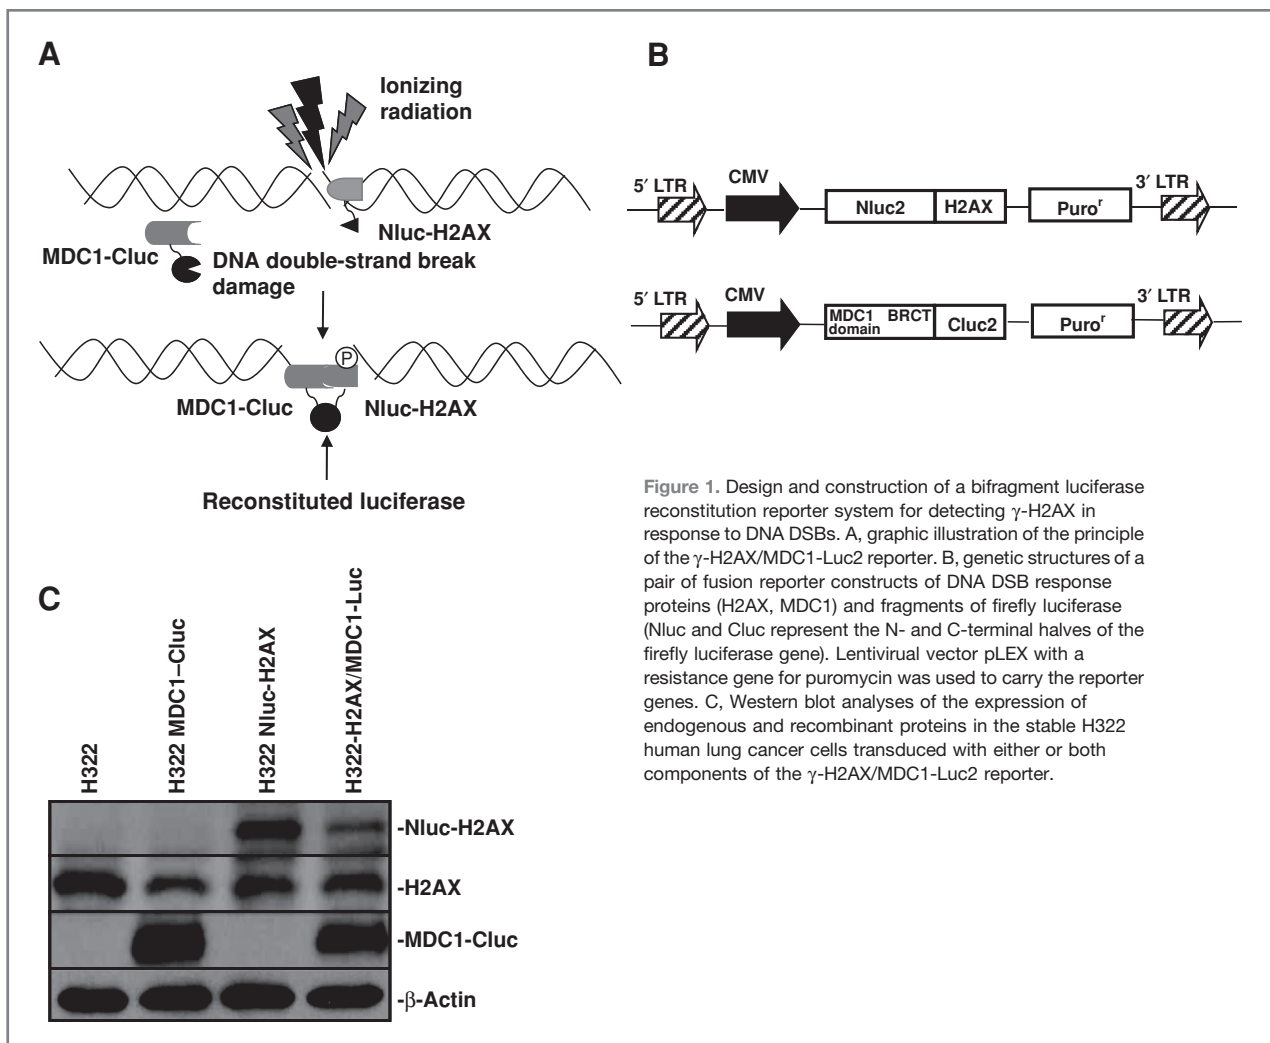 A
Ionizing
radiation
Nluc-H2AX
MDC1-Cluc
DNA double-strand break
damage
P
MDC1-Cluc
Nluc-H2AX
Reconstituted luciferase
B
5′ LTR
CMV
Nluc2
H2AX
Puroʳ
3′ LTR
5′ LTR
CMV
MDC1 BRCT
domain
Cluc2
Puroʳ
3′ LTR
Figure 1. Design and construction of a bifragment luciferase
reconstitution reporter system for detecting γ-H2AX in
response to DNA DSBs. A, graphic illustration of the principle
of the γ-H2AX/MDC1-Luc2 reporter. B, genetic structures of a
pair of fusion reporter constructs of DNA DSB response
proteins (H2AX, MDC1) and fragments of firefly luciferase
(Nluc and Cluc represent the N- and C-terminal halves of the
firefly luciferase gene). Lentivirual vector pLEX with a
resistance gene for puromycin was used to carry the reporter
genes. C, Western blot analyses of the expression of
endogenous and recombinant proteins in the stable H322
human lung cancer cells transduced with either or both
components of the γ-H2AX/MDC1-Luc2 reporter.
C
H322
H322 MDC1–Cluc
H322 Nluc-H2AX
H322-H2AX/MDC1-Luc
-Nluc-H2AX
-H2AX
-MDC1-Cluc
-β-Actin